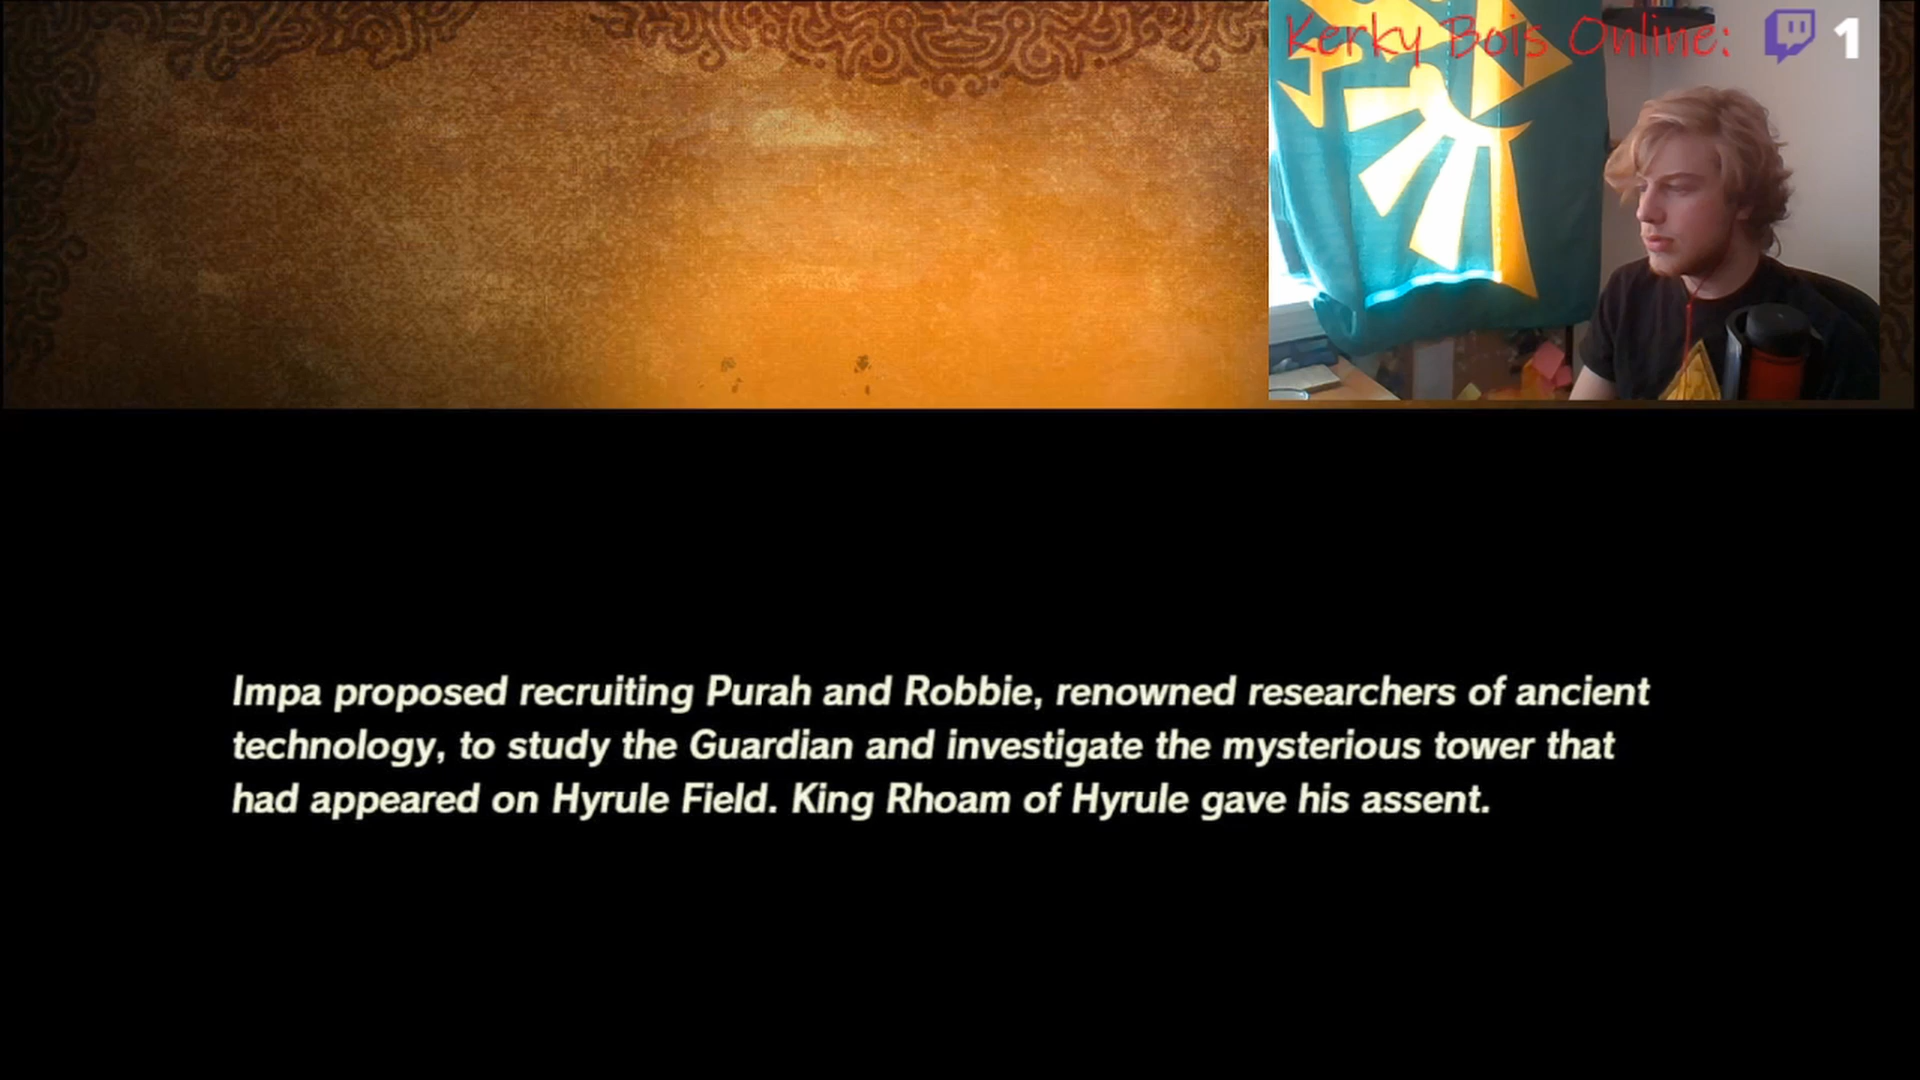 Kerky Bois Online: 1
Impa proposed recruiting Purah and Robbie, renowned researchers of ancient
technology, to study the Guardian and investigate the mysterious tower that
had appeared on Hyrule Field. King Rhoam of Hyrule gave his assent.